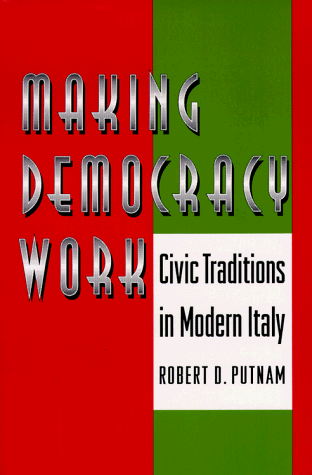 MAKING
DEMOCRACY
WORK
Civic Traditions
in Modern Italy
ROBERT D. PUTNAM